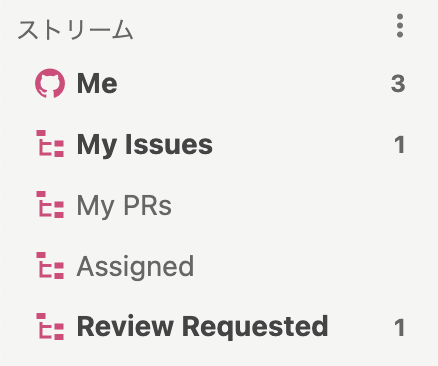 ストリーム
Me 3
My Issues 1
My PRs
Assigned
Review Requested 1